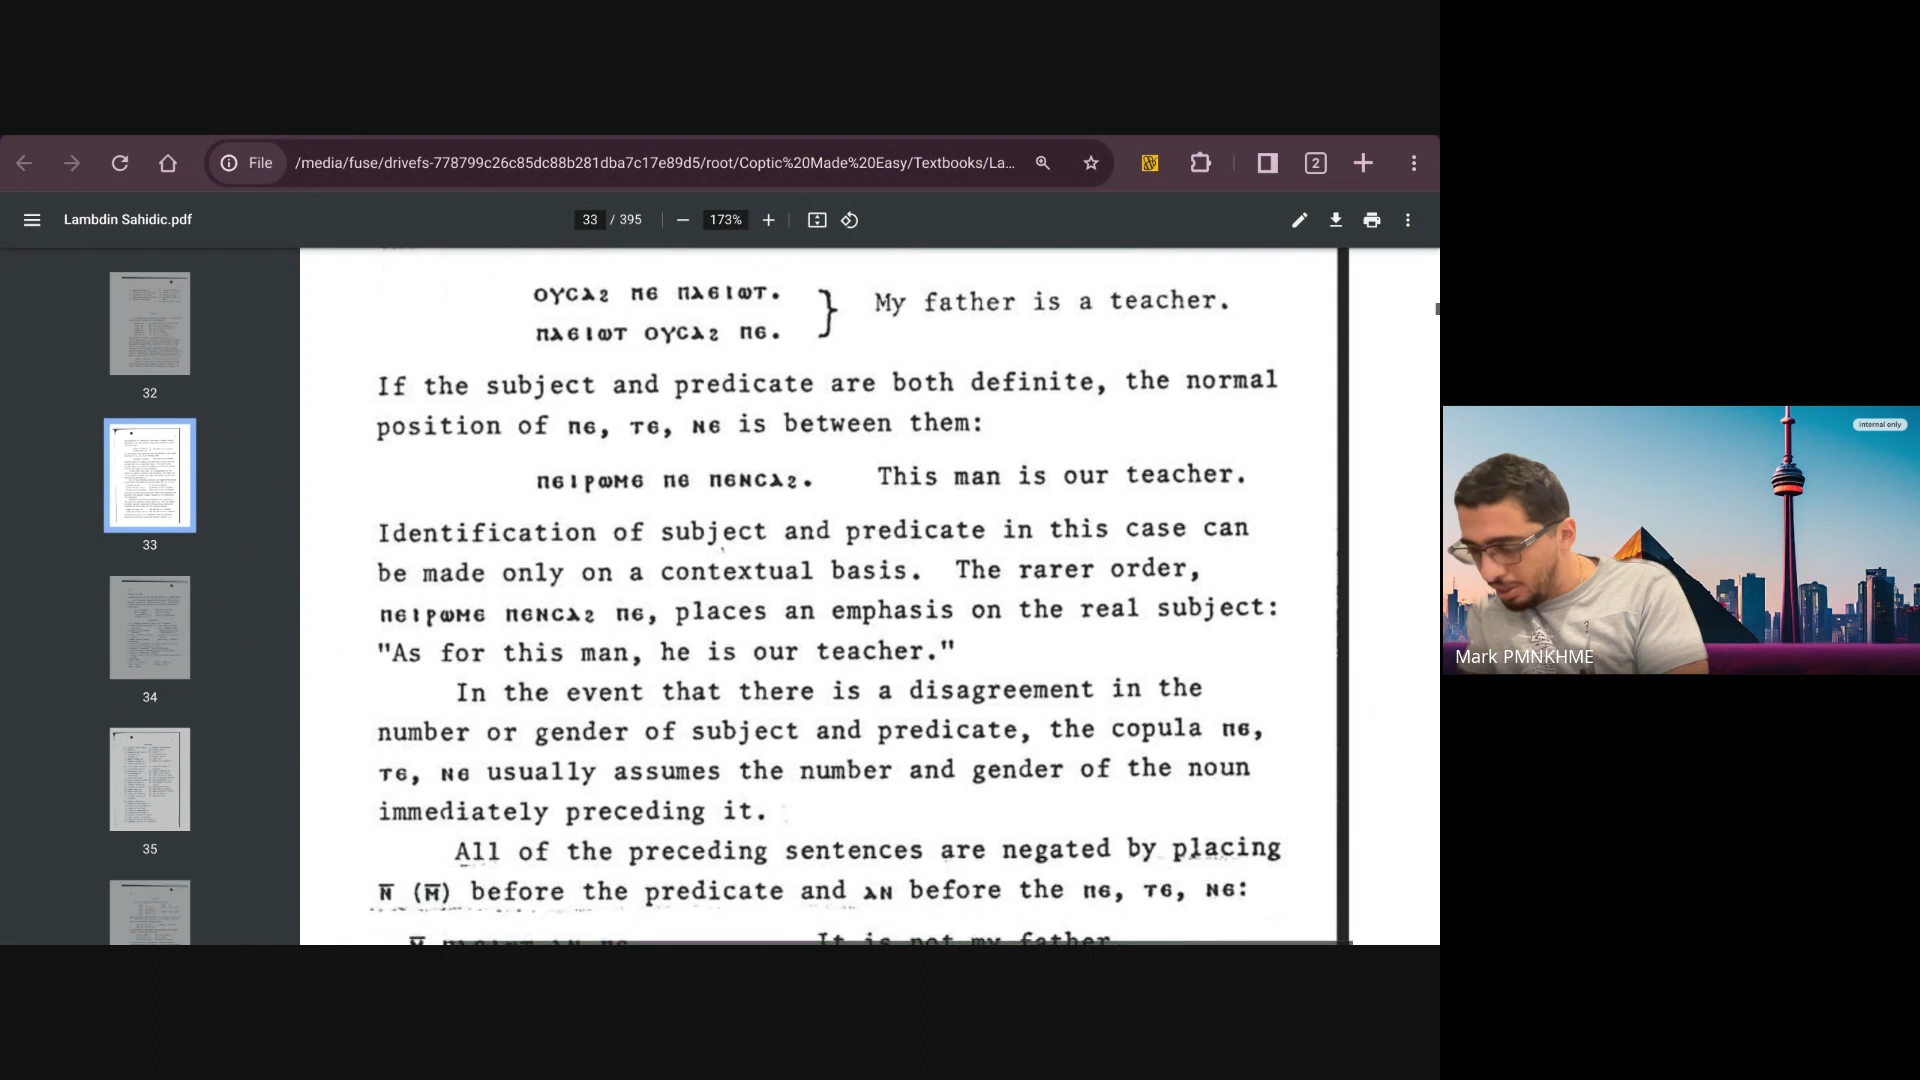 File
/media/fuse/drivefs-778799c26c85dc88b281dba7c17e89d5/root/Coptic%20Made%20Easy/Textbooks/La...
2
Lambdin Sahidic.pdf
33 / 395
173%
ⲟⲩⲥⲁϩ ⲡⲉ ⲡⲁⲉⲓⲱⲧ.
ⲡⲁⲉⲓⲱⲧ ⲟⲩⲥⲁϩ ⲡⲉ.
} My father is a teacher.
If the subject and predicate are both definite, the normal
position of ⲡⲉ, ⲧⲉ, ⲛⲉ is between them:
ⲡⲉⲓⲣⲱⲙⲉ ⲡⲉ ⲡⲉⲛⲥⲁϩ. This man is our teacher.
Identification of subject and predicate in this case can
be made only on a contextual basis. The rarer order,
ⲡⲉⲓⲣⲱⲙⲉ ⲡⲉⲛⲥⲁϩ ⲡⲉ, places an emphasis on the real subject:
"As for this man, he is our teacher."
In the event that there is a disagreement in the
number or gender of subject and predicate, the copula ⲡⲉ,
ⲧⲉ, ⲛⲉ usually assumes the number and gender of the noun
immediately preceding it.
All of the preceding sentences are negated by placing
ⲛ̄ (ⲙ̄) before the predicate and ⲁⲛ before the ⲡⲉ, ⲧⲉ, ⲛⲉ:
It is not my father
32
33
34
35
Internal only
Mark PMNKHME